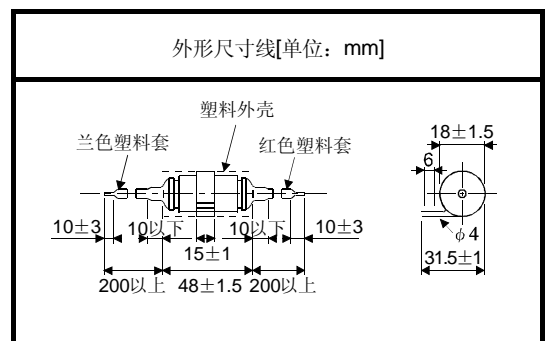 外形尺寸线[单位：mm]
塑料外壳
兰色塑料套
红色塑料套
18±1.5
6
10±3
10以下
10以下
10±3
15±1
φ4
31.5±1
200以上
48±1.5
200以上